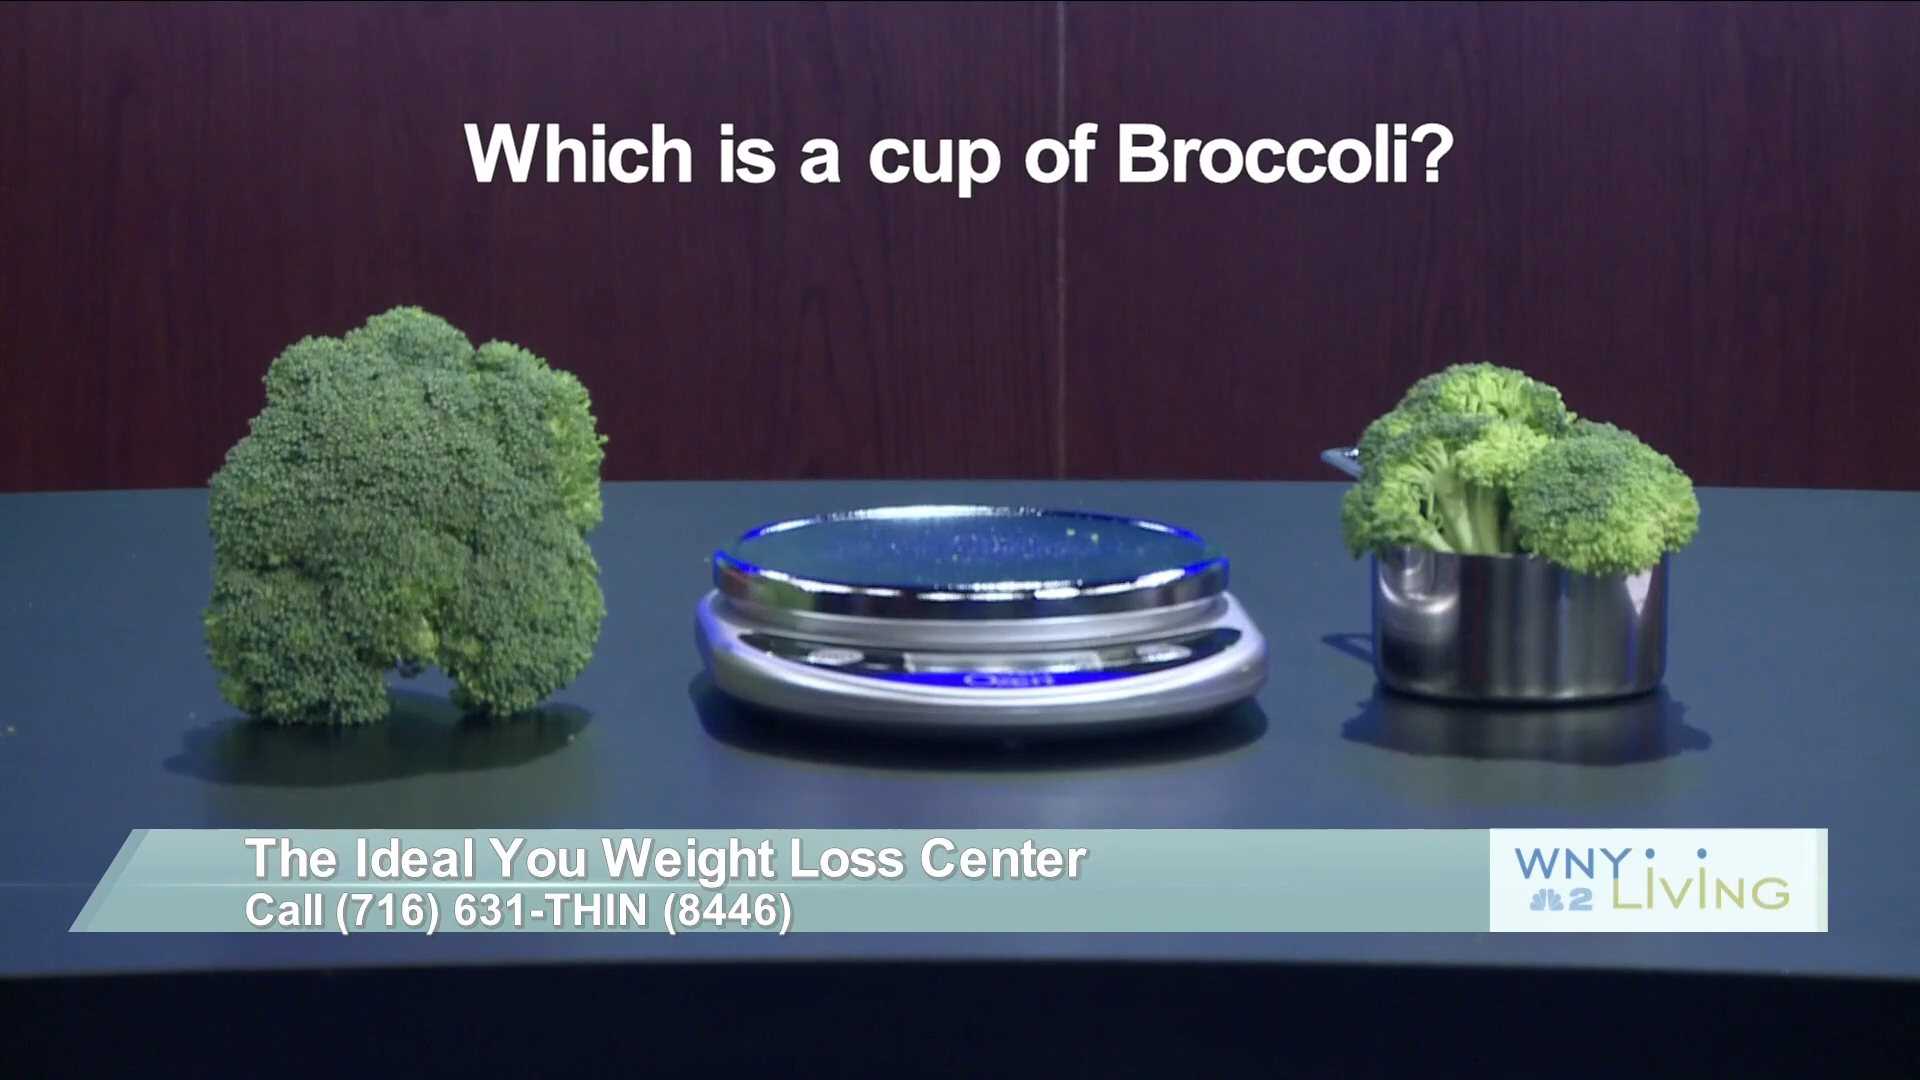 Which is a cup of Broccoli?
Ozeri
The Ideal You Weight Loss Center
Call (716) 631-THIN (8446)
WNY
2 LiViNG